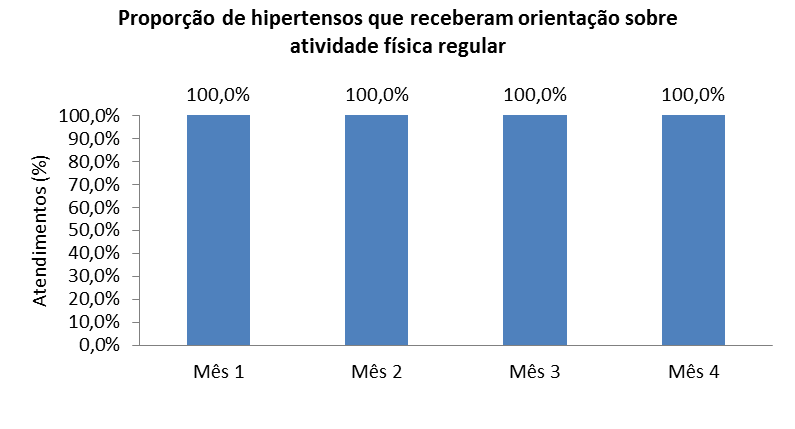 Proporção de hipertensos que receberam orientação sobre
atividade física regular
100,0% 100,0% 100,0% 100,0%
Atendimentos (%)
100,0%
90,0%
80,0%
70,0%
60,0%
50,0%
40,0%
30,0%
20,0%
10,0%
0,0%
Mês 1 Mês 2 Mês 3 Mês 4